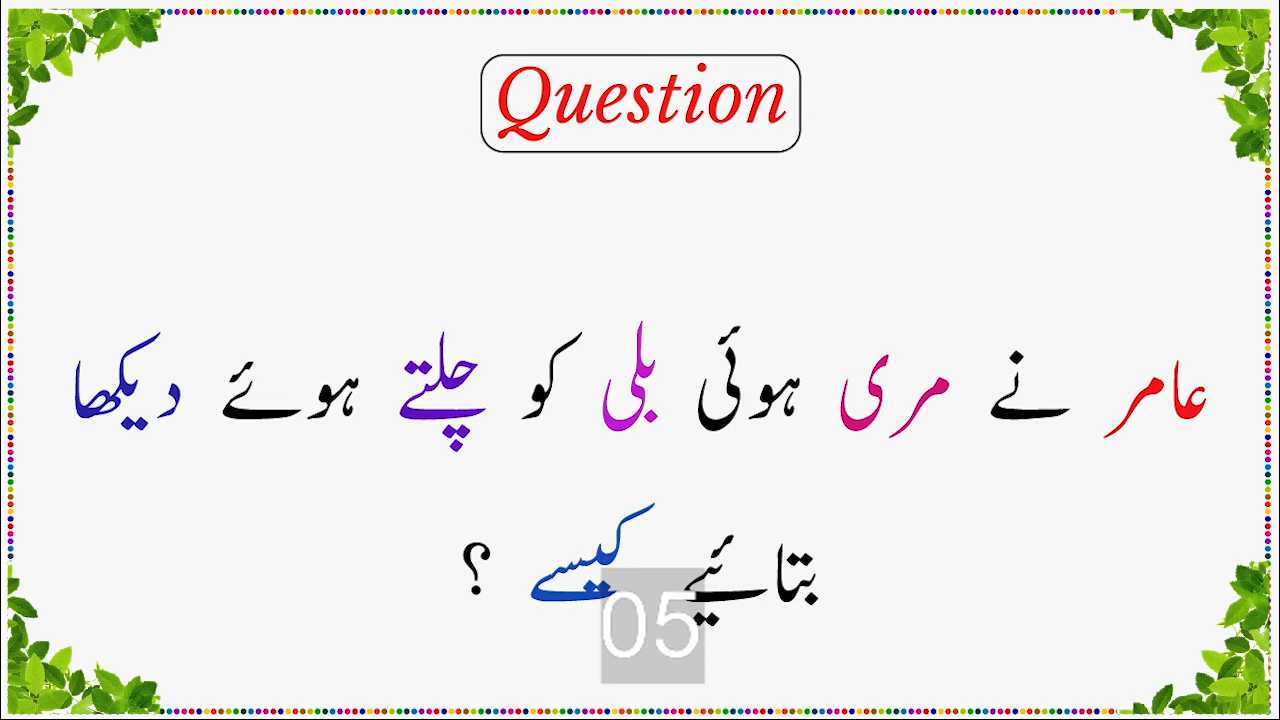 Question
عامر نے مری ہوئی بلی کو چلتے ہوئے دیکھا
بتائیے کیسے ؟
05